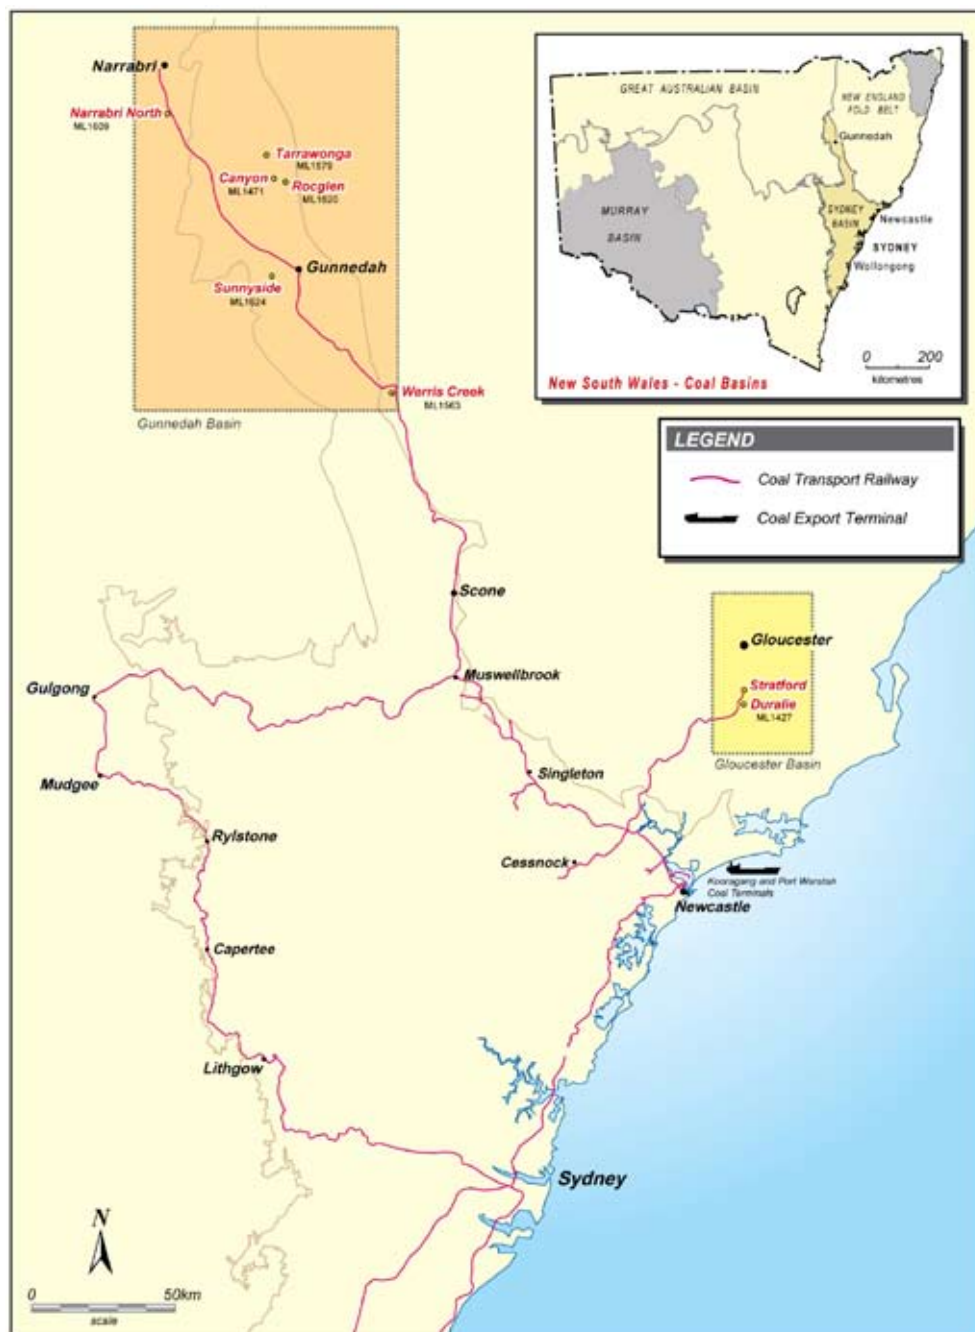 Narrabri
Narrabri North
ML1609
Tarrawonga
ML1579
Canyon
ML1471
Rocglen
ML1620
Gunnedah
Sunnyside
ML1624
Werris Creek
ML1563
Gunnedah Basin
GREAT AUSTRALIAN BASIN
NEW ENGLAND
FOLD BELT
Gunnedah
MURRAY
BASIN
SYDNEY
BASIN
Newcastle
SYDNEY
Wollongong
0 200
kilometres
New South Wales - Coal Basins
LEGEND
Coal Transport Railway
Coal Export Terminal
Scone
Gloucester
Stratford
Duralie
ML1427
Gloucester Basin
Muswellbrook
Gulgong
Mudgee
Singleton
Rylstone
Cessnock
Kooragang and Port Waratah
Coal Terminals
Newcastle
Capertee
Lithgow
Sydney
N
0 50km
scale